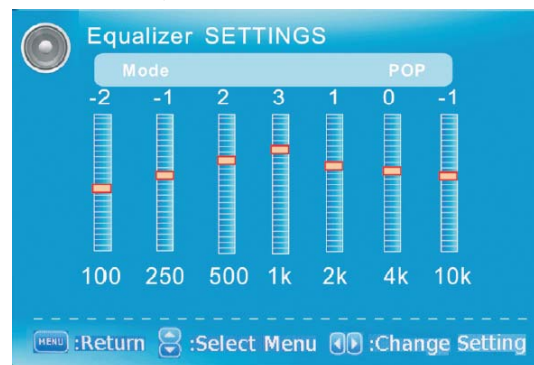 Equalizer SETTINGS
Mode POP
-2 -1 2 3 1 0 -1
100 250 500 1k 2k 4k 10k
MENU :Return :Select Menu :Change Setting